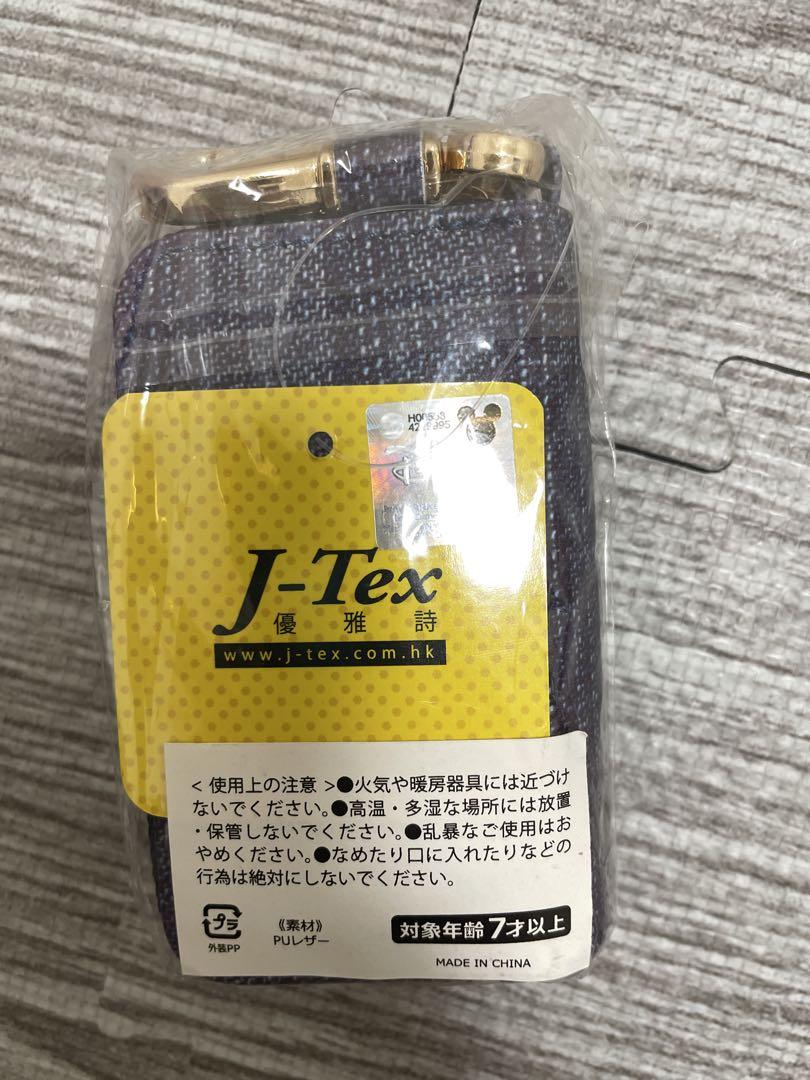 H00553
J-Tex
優雅詩
www.j-tex.com.hk
< 使用上の注意 >●火気や暖房器具には近づけ
ないでください。●高温・多湿な場所には放置
・保管しないでください。●乱暴なご使用はお
やめください。●なめたり口に入れたりなどの
行為は絶対にしないでください。
プラ
外装PP
《素材》
PUレザー
対象年齢7才以上
MADE IN CHINA